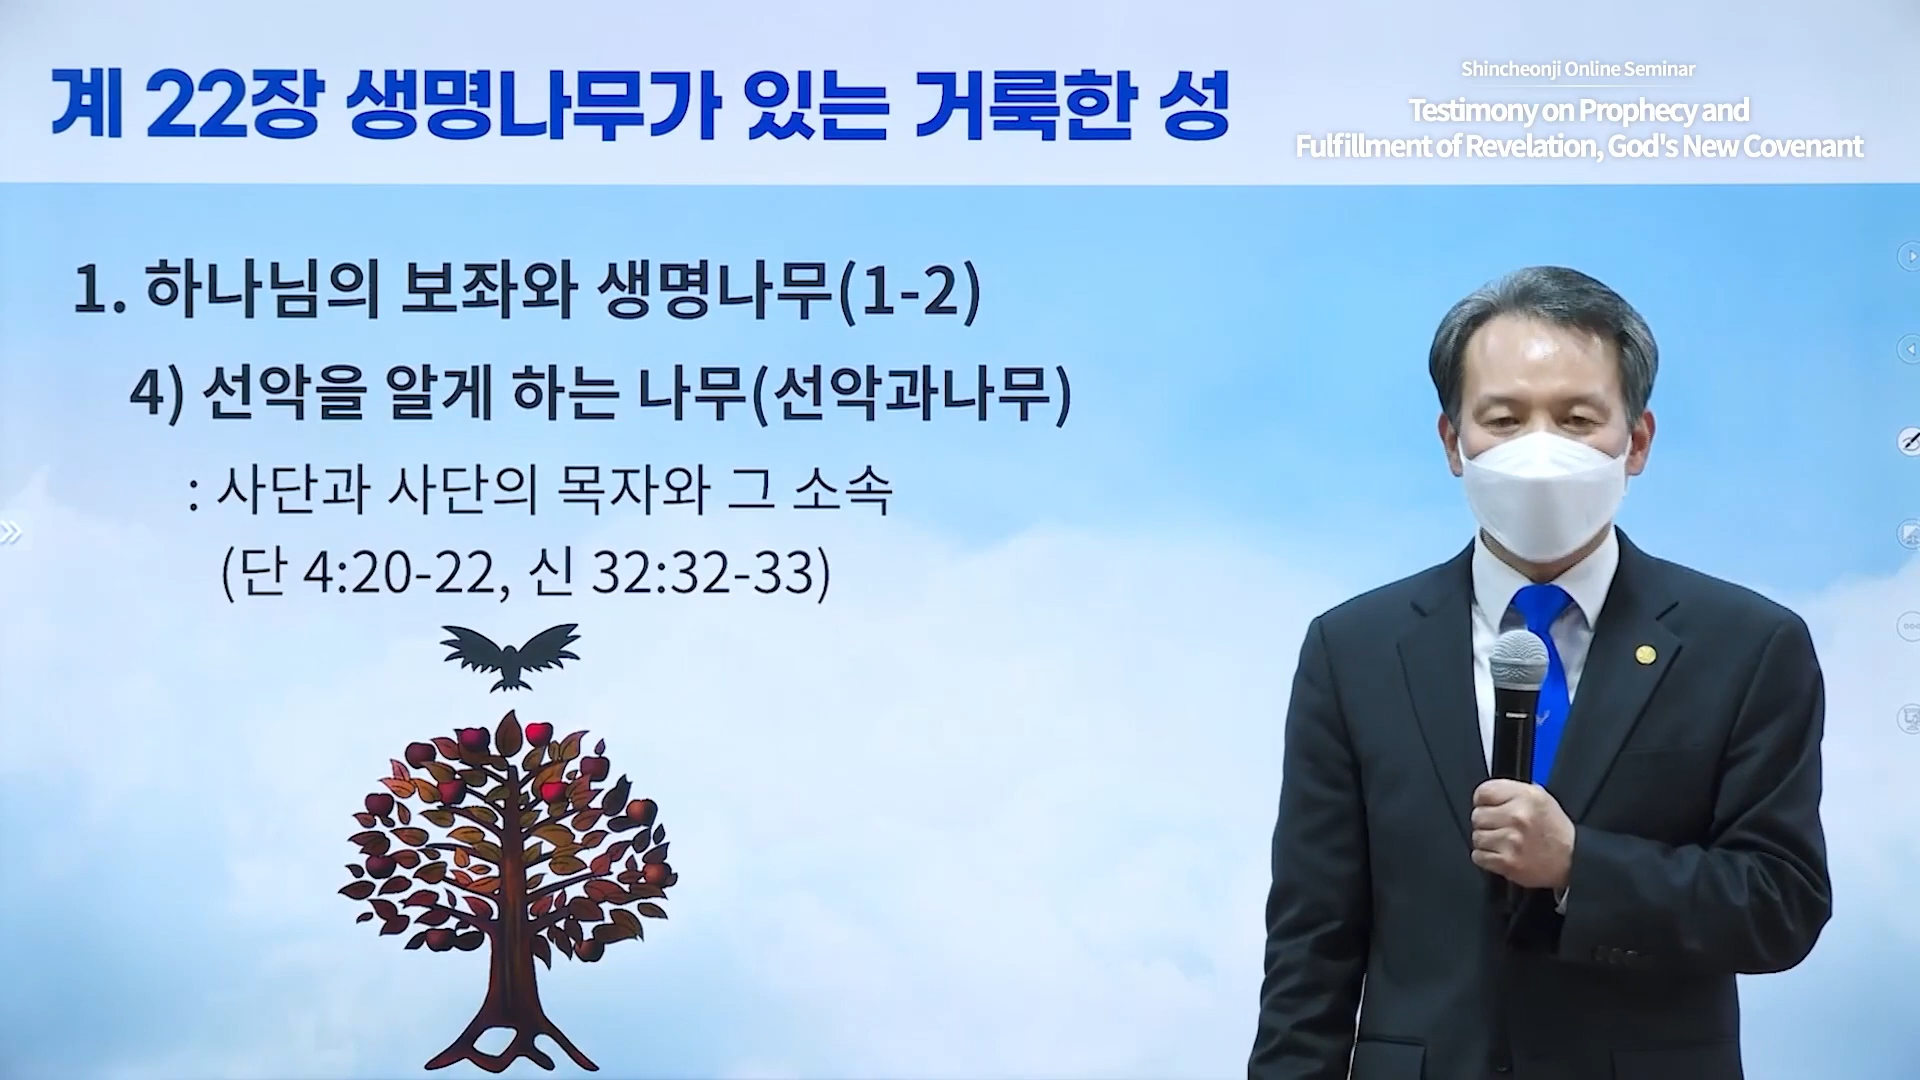 계 22장 생명나무가 있는 거룩한 성
Shincheonji Online Seminar
Testimony on Prophecy and
Fulfillment of Revelation, God's New Covenant
1. 하나님의 보좌와 생명나무(1-2)
4) 선악을 알게 하는 나무(선악과나무)
: 사단과 사단의 목자와 그 소속
(단 4:20-22, 신 32:32-33)